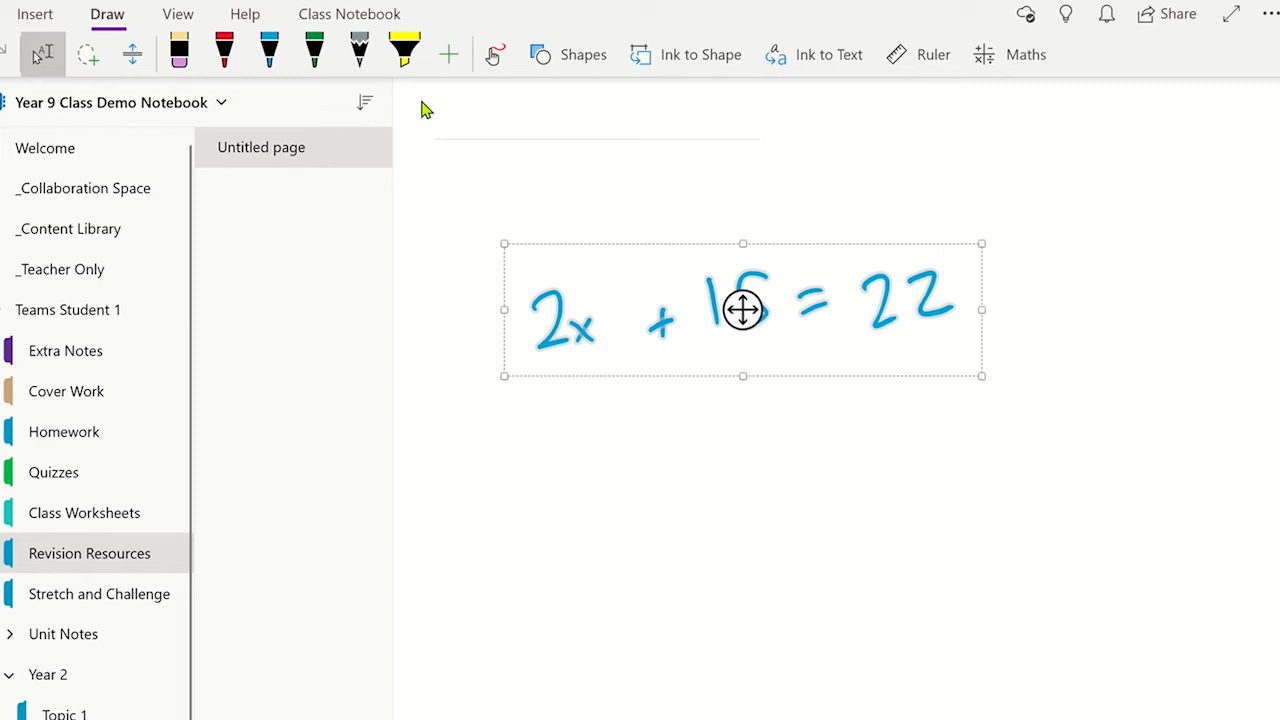 Insert Draw View Help Class Notebook Share
Shapes Ink to Shape Ink to Text Ruler Maths
Year 9 Class Demo Notebook
Welcome
_Collaboration Space
_Content Library
_Teacher Only
Teams Student 1
Extra Notes
Cover Work
Homework
Quizzes
Class Worksheets
Revision Resources
Stretch and Challenge
Unit Notes
Year 2
Topic 1
Untitled page
2x + = 22